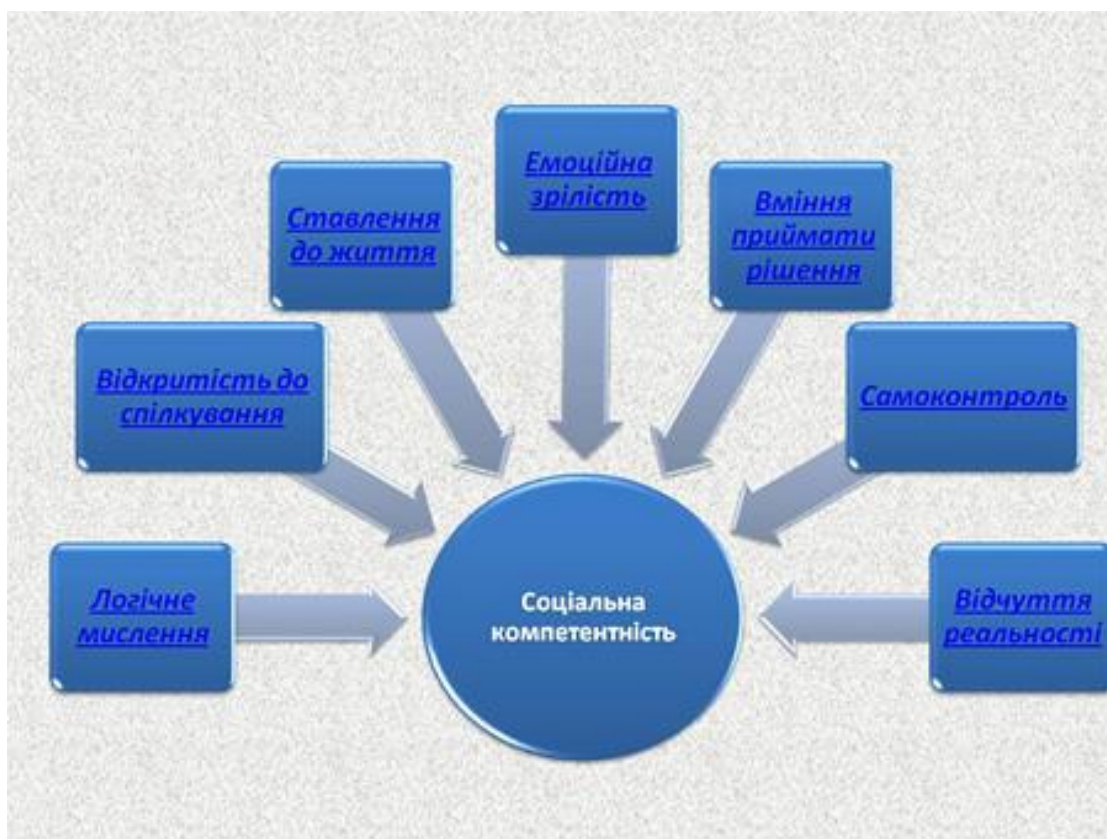 Емоційна
зрілість
Ставлення
до життя
Вміння
приймати
рішення
Відкритість до
спілкування
Самоконтроль
Логічне
мислення
Соціальна
компетентність
Відчуття
реальності